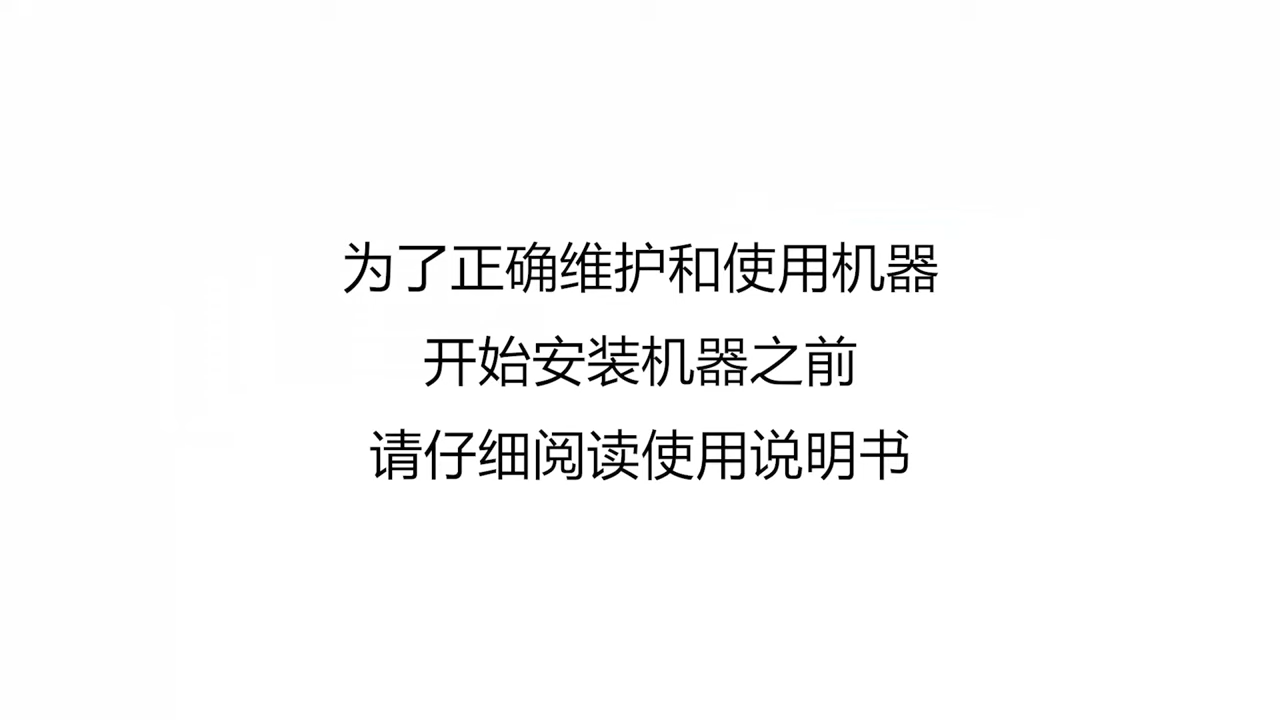 为了正确维护和使用机器
开始安装机器之前
请仔细阅读使用说明书